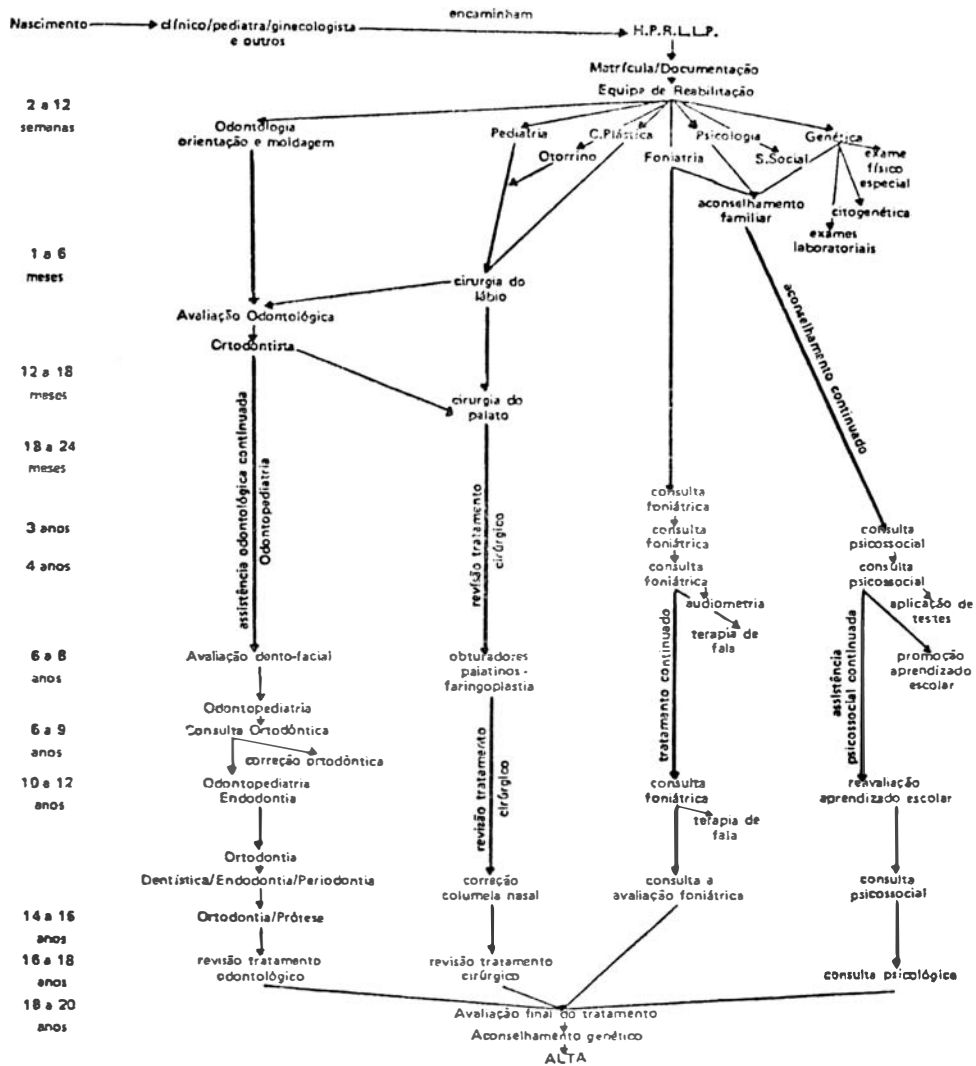 encaminham
Nascimento
clínico/pediatra/ginecologista
e outros
H.P.R.L.L.P.
Matrícula/Documentação
Equipe de Reabilitação
2 a 12
semanas
Odontologia
orientação e moldagem
Pediatria
C.Plástica
Psicologia
Genética
Otorrino
Foniatria
S.Social
exame
físico
especial
aconselhamento
familiar
citogenética
exames
laboratoriais
1 a 6
meses
cirurgia do
lábio
Avaliação Odontológica
Ortodontista
aconselhamento continuado
12 a 18
meses
cirurgia do
palato
18 a 24
meses
assistência odontológica continuada
Odontopediatria
revisão tratamento
cirúrgico
consulta
foniátrica
3 anos
consulta
foniátrica
consulta
psicossocial
4 anos
consulta
foniátrica
consulta
psicossocial
audiometria
aplicação de
testes
terapia de
fala
6 a 8
anos
Avaliação dento-facial
obturadores
palatinos -
faringoplastia
tratamento continuado
assistência
psicossocial continuada
promoção
aprendizado
escolar
Odontopediatria
6 a 9
anos
Consulta Ortodôntica
correção ortodôntica
revisão tratamento
cirúrgico
10 a 12
anos
Odontopediatria
Endodontia
consulta
foniátrica
reavaliação
aprendizado escolar
terapia de
fala
Ortodontia
Dentística/Endodontia/Periodontia
correção
columela nasal
consulta e
avaliação foniátrica
consulta
psicossocial
14 a 16
anos
Ortodontia/Prótese
16 a 18
anos
revisão tratamento
odontológico
revisão tratamento
cirúrgico
consulta psicológica
18 a 20
anos
Avaliação final do tratamento
Aconselhamento genético
ALTA